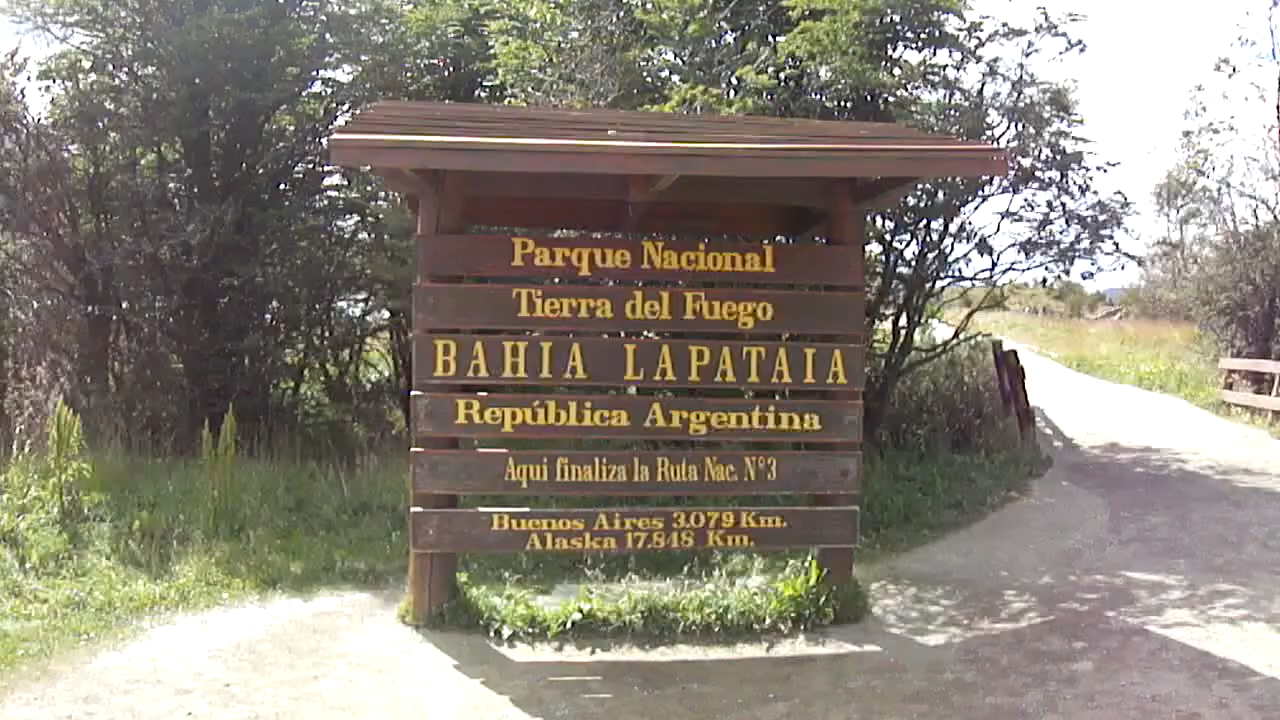 Parque Nacional
Tierra del Fuego
BAHIA LAPATAIA
República Argentina
Aqui finaliza la Ruta Nac. N°3
Buenos Aires 3.079 Km.
Alaska 17.848 Km.